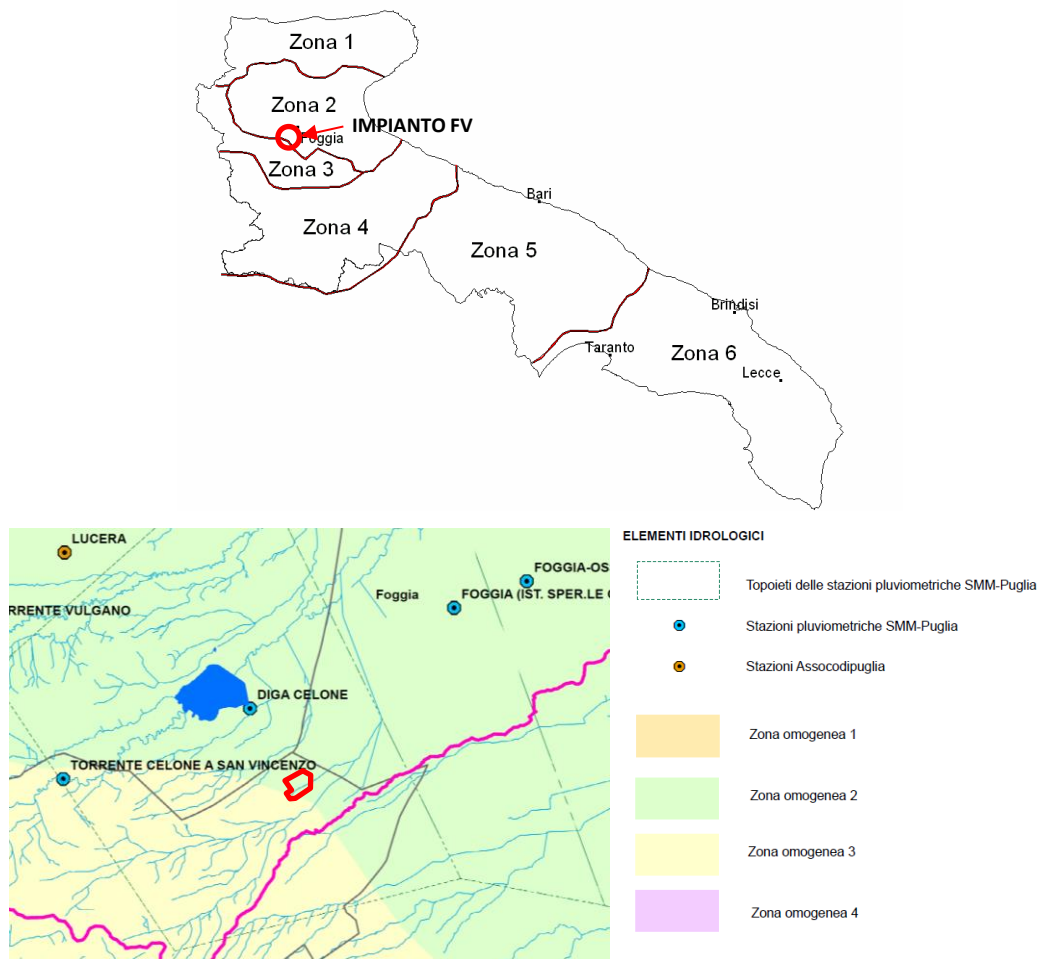 Zona 1
Zona 2
IMPIANTO FV
Foggia
Zona 3
Zona 4
Bari
Zona 5
Brindisi
Taranto
Zona 6
Lecce
LUCERA
FOGGIA-OS
Foggia
FOGGIA (IST. SPER.LE C
RRENTE VULGANO
DIGA CELONE
TORRENTE CELONE A SAN VINCENZO
ELEMENTI IDROLOGICI
Topoieti delle stazioni pluviometriche SMM-Puglia
Stazioni pluviometriche SMM-Puglia
Stazioni Assocodipuglia
Zona omogenea 1
Zona omogenea 2
Zona omogenea 3
Zona omogenea 4